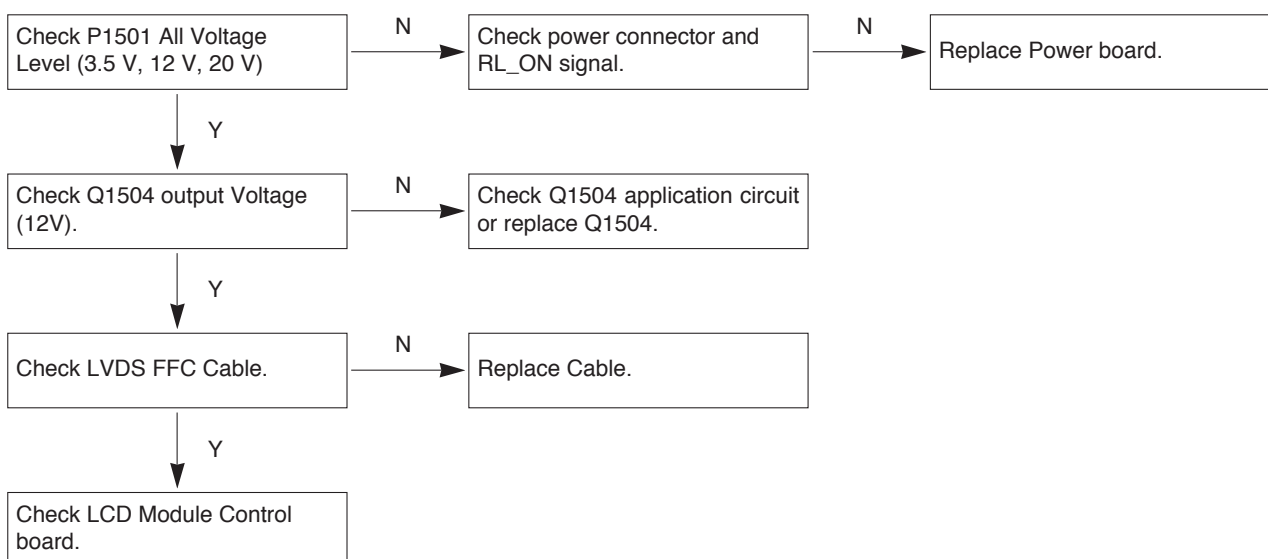 Check P1501 All Voltage
Level (3.5 V, 12 V, 20 V)
N
Check power connector and
RL_ON signal.
N
Replace Power board.
Y
Check Q1504 output Voltage
(12V).
N
Check Q1504 application circuit
or replace Q1504.
Y
Check LVDS FFC Cable.
N
Replace Cable.
Y
Check LCD Module Control
board.